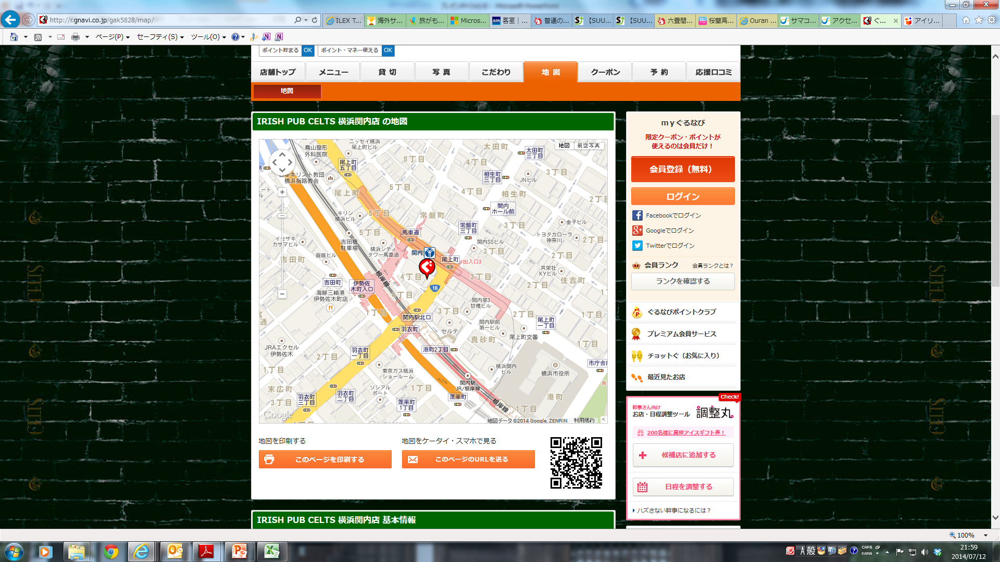 http://r.gnavi.co.jp/gak5828/map/
ILEX T...
海外サ...
旅がも...
Micros...
客室 | ...
普通の...
【SUU...
【SUU...
六畳間...
桜蘭高...
Ouran ...
サマコ...
アクセ...
ぐ...
アイリ...
ページ(P)
セーフティ(S)
ツール(O)
ポイント貯まる OK
ポイント・マネー使える OK
店舗トップ
メニュー
貸 切
写 真
こだわり
地 図
クーポン
予 約
応援口コミ
地図
IRISH PUB CELTS 横浜関内店 の地図
地図
航空写真
鳥山整形
外科医院
ニッセイ横浜
尾上町ビル
尾上町
五丁目
5丁目
太田町
太田町
三丁目
4丁目
3丁目
相生町
三丁目
JNビル
横浜指路教会
尾上町
5丁目
4丁目
相生町
2丁目
キリン
横浜ビル
5丁目
常盤町
関内
ホール前
5丁目
馬車道
常盤町
三丁目
3丁目
金子ビル
トヨタカローラ
神奈川
2丁目
イセザキ
カサマビル
吉田橋
駐車場
横浜シティ
タワー馬車道
関内SSビル
吉田町
齋藤ビル
関内
尾上町
出入口3
3丁目
2丁目
共栄社
KYビル
住吉町
根岸線
4丁目
16
3丁目
吉田町
伊勢佐
木町入口
海鮮三崎港
伊勢佐木町店
4丁目
2丁目
1丁目
関内第3
甘糟ビル
1丁目
関内駅北口
3丁目
2丁目
1丁目
羽衣町
セルテ
関内駅前
第一ビル
尾上町
一丁目
尾上町交番
真砂町
1丁目
JRAエクセル
伊勢佐木
港町2丁目
羽衣町
一丁目
2丁目
1丁目
東京ガス横浜
ショールーム
横浜関内
ビル
横浜市役所
市庁舎前
末広町
ソシアル
ポート
1丁目
関内駅
JR/根岸線
3丁目
羽衣町
三丁目
羽衣町
二丁目
蓬莱町
1丁目
蓬莱町
根岸線
1丁目
港町
Google
地図データ ©2014 Google, ZENRIN
利用規約
地図を印刷する
このページを印刷する
地図をケータイ・スマホで見る
このページのURLを送る
IRISH PUB CELTS 横浜関内店 基本情報
myぐるなび
限定クーポン・ポイントが
使えるのは会員だけ！
会員登録（無料）
ログイン
Facebookでログイン
Googleでログイン
Twitterでログイン
会員ランク
会員ランクとは？
ランクを確認する
ぐるなびポイントクラブ
プレミアム会員サービス
チョットぐ（お気に入り）
最近見たお店
Check!
幹事さん向け
お店・日程調整ツール
調整丸
200名様に高級アイスギフト券！
候補店に追加する
日程を調整する
ハズさない幹事になるには？
100%
A 般
CAPS
KANA
21:59
2014/07/12